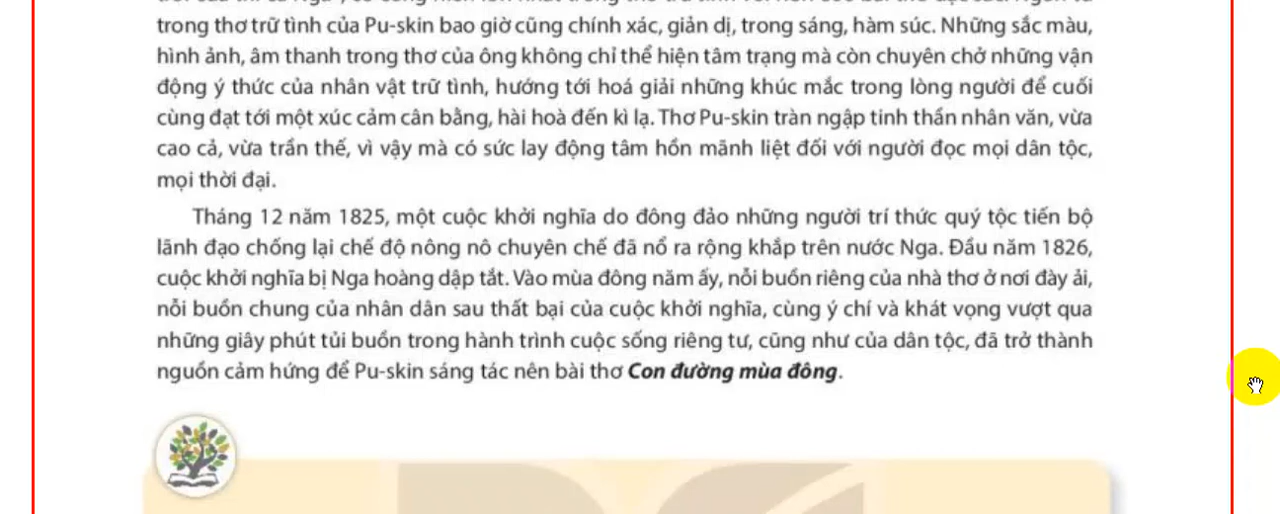 trong thơ trữ tình của Pu-skin bao giờ cũng chính xác, giản dị, trong sáng, hàm súc. Những sắc màu,
hình ảnh, âm thanh trong thơ của ông không chỉ thể hiện tâm trạng mà còn chuyên chở những vận
động ý thức của nhân vật trữ tình, hướng tới hoá giải những khúc mắc trong lòng người để cuối
cùng đạt tới một xúc cảm cân bằng, hài hoà đến kì lạ. Thơ Pu-skin tràn ngập tinh thần nhân văn, vừa
cao cả, vừa trần thế, vì vậy mà có sức lay động tâm hồn mãnh liệt đối với người đọc mọi dân tộc,
mọi thời đại.
Tháng 12 năm 1825, một cuộc khởi nghĩa do đông đảo những người trí thức quý tộc tiến bộ
lãnh đạo chống lại chế độ nông nô chuyên chế đã nổ ra rộng khắp trên nước Nga. Đầu năm 1826,
cuộc khởi nghĩa bị Nga hoàng dập tắt. Vào mùa đông năm ấy, nỗi buồn riêng của nhà thơ ở nơi đày ải,
nỗi buồn chung của nhân dân sau thất bại của cuộc khởi nghĩa, cùng ý chí và khát vọng vượt qua
những giây phút tủi buồn trong hành trình cuộc sống riêng tư, cũng như của dân tộc, đã trở thành
nguồn cảm hứng để Pu-skin sáng tác nên bài thơ Con đường mùa đông.